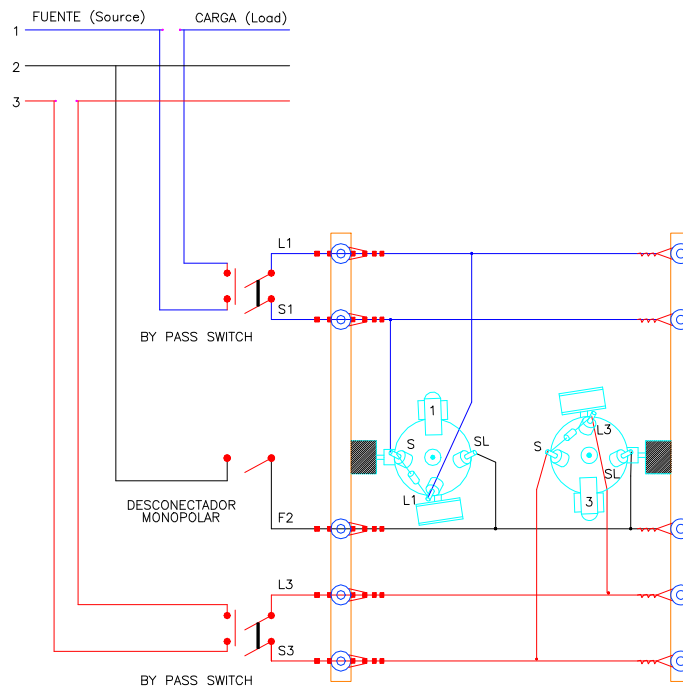 FUENTE (Source)
CARGA (Load)
1
2
3
L1
S1
BY PASS SWITCH
1
S
SL
L1
S
L3
SL
3
DESCONECTADOR
MONOPOLAR
F2
L3
S3
BY PASS SWITCH